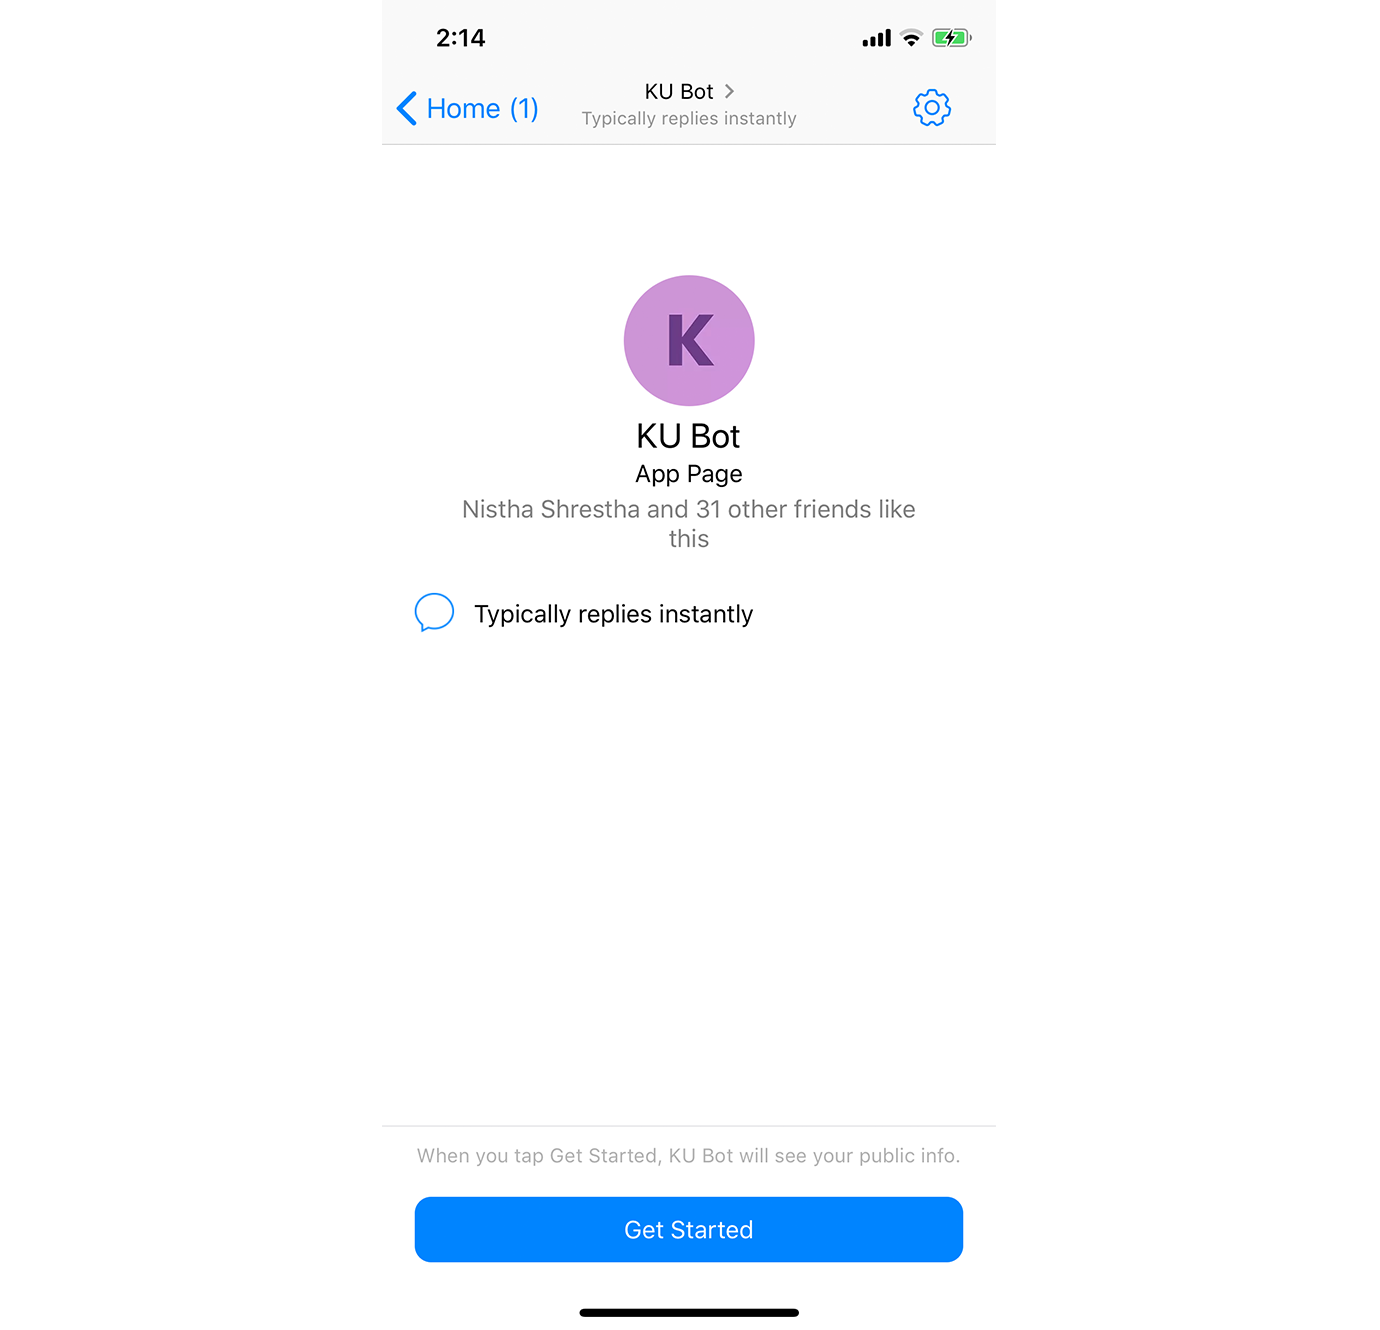 2:14
Home (1)
KU Bot
Typically replies instantly
K
KU Bot
App Page
Nistha Shrestha and 31 other friends like
this
Typically replies instantly
When you tap Get Started, KU Bot will see your public info.
Get Started